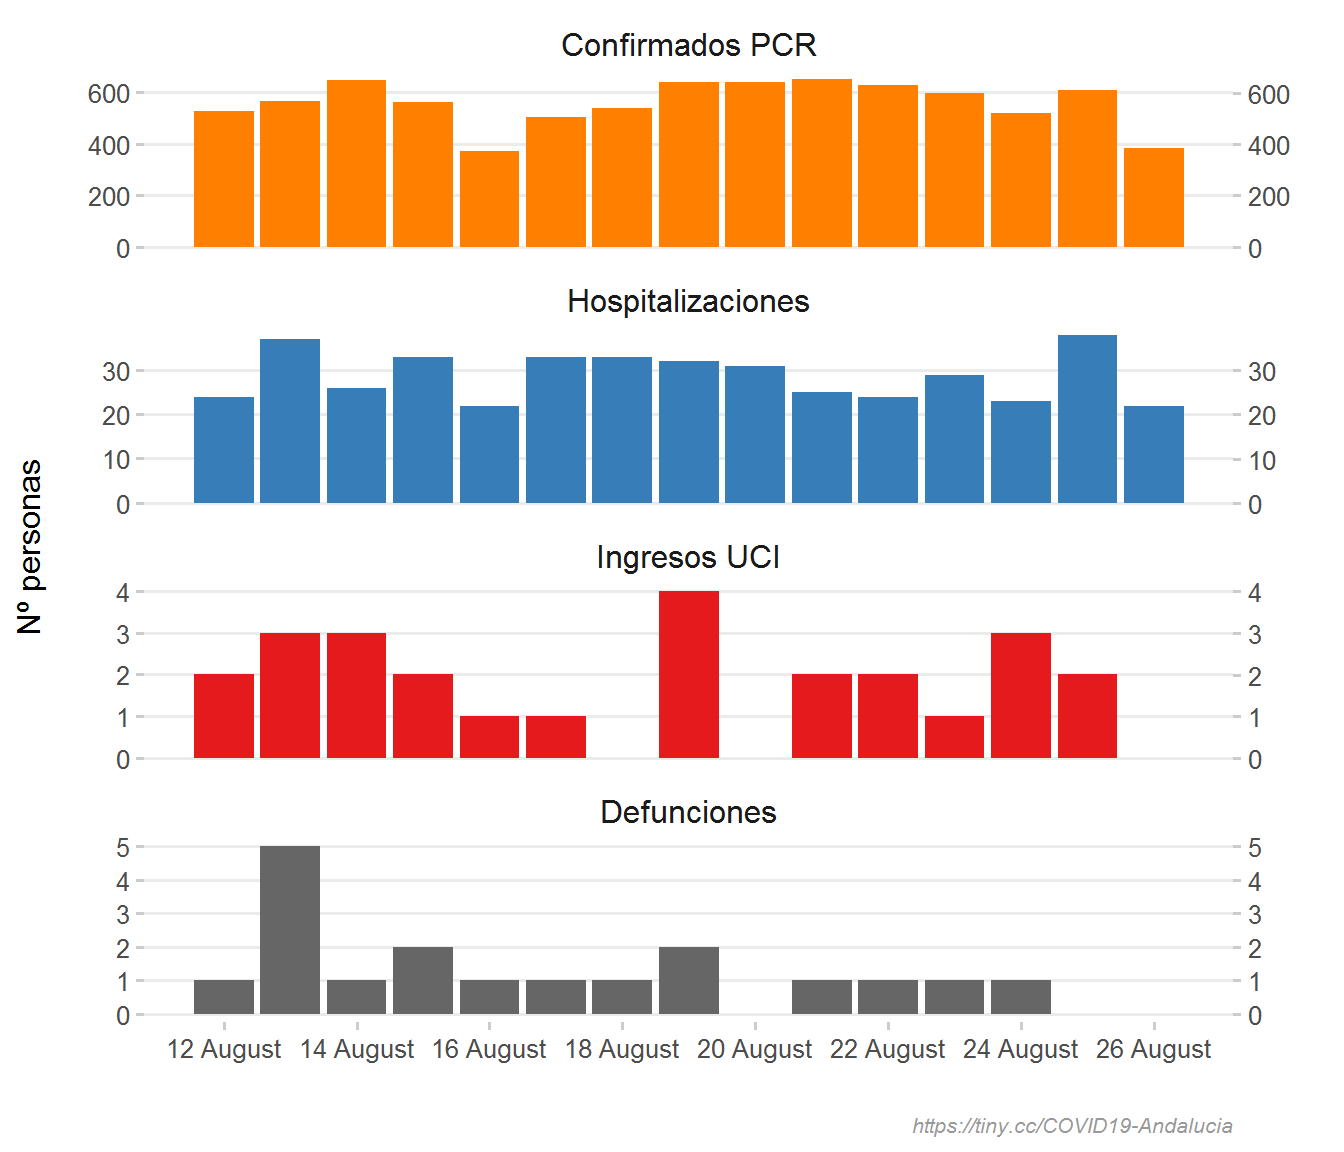 Confirmados PCR
600 600
400 400
200 200
0 0
Hospitalizaciones
30 30
20 20
10 10
0 0
Nº personas
Ingresos UCI
4 4
3 3
2 2
1 1
0 0
Defunciones
5 5
4 4
3 3
2 2
1 1
0 0
12 August 14 August 16 August 18 August 20 August 22 August 24 August 26 August
https://tiny.cc/COVID19-Andalucia